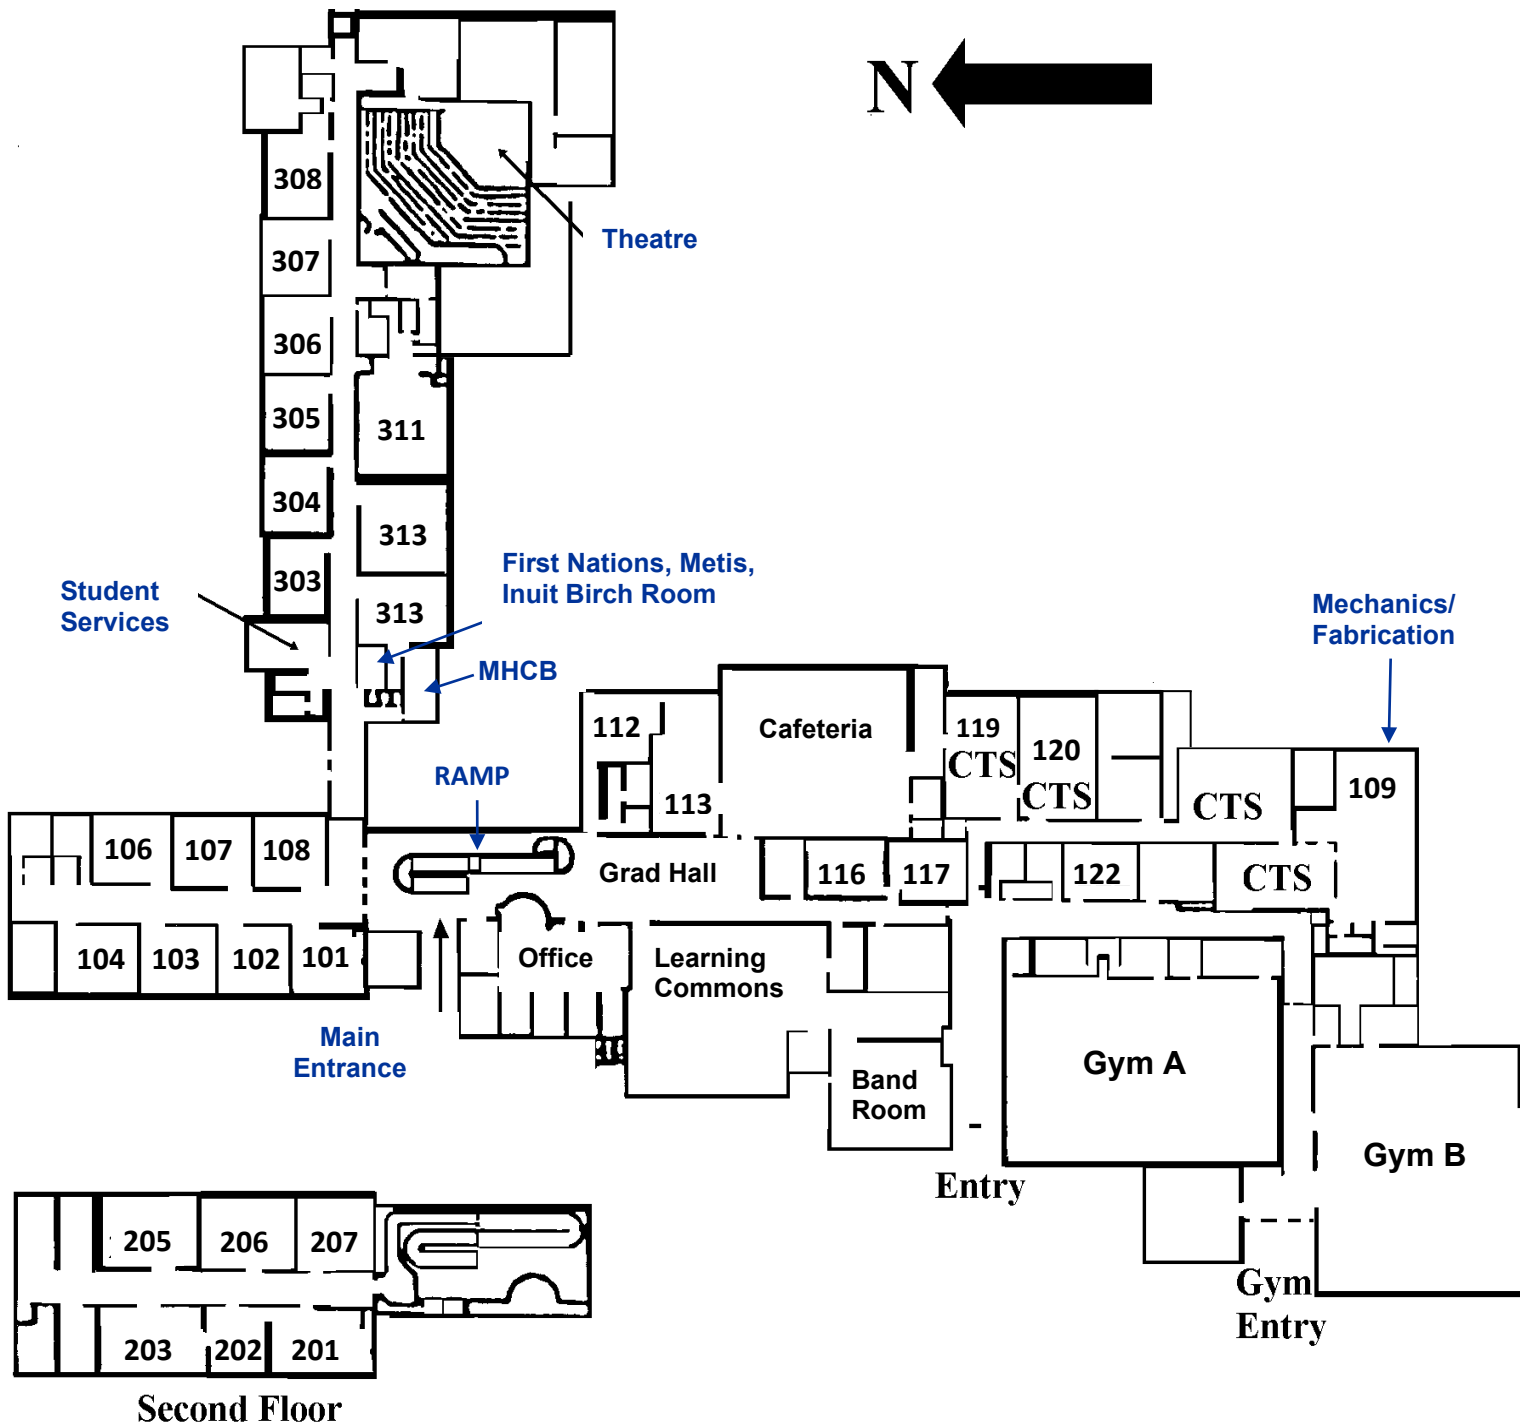 N
308
Theatre
307
306
305
311
304
313
First Nations, Metis,
Inuit Birch Room
303
Student
Services
313
Mechanics/
Fabrication
MHCB
112
Cafeteria
119
CTS
120
CTS
RAMP
113
CTS
109
106
107
108
Grad Hall
116
117
122
CTS
104
103
102
101
Office
Learning
Commons
Main
Entrance
Band
Room
Gym A
Gym B
Entry
205
206
207
Gym
Entry
203
202
201
Second Floor